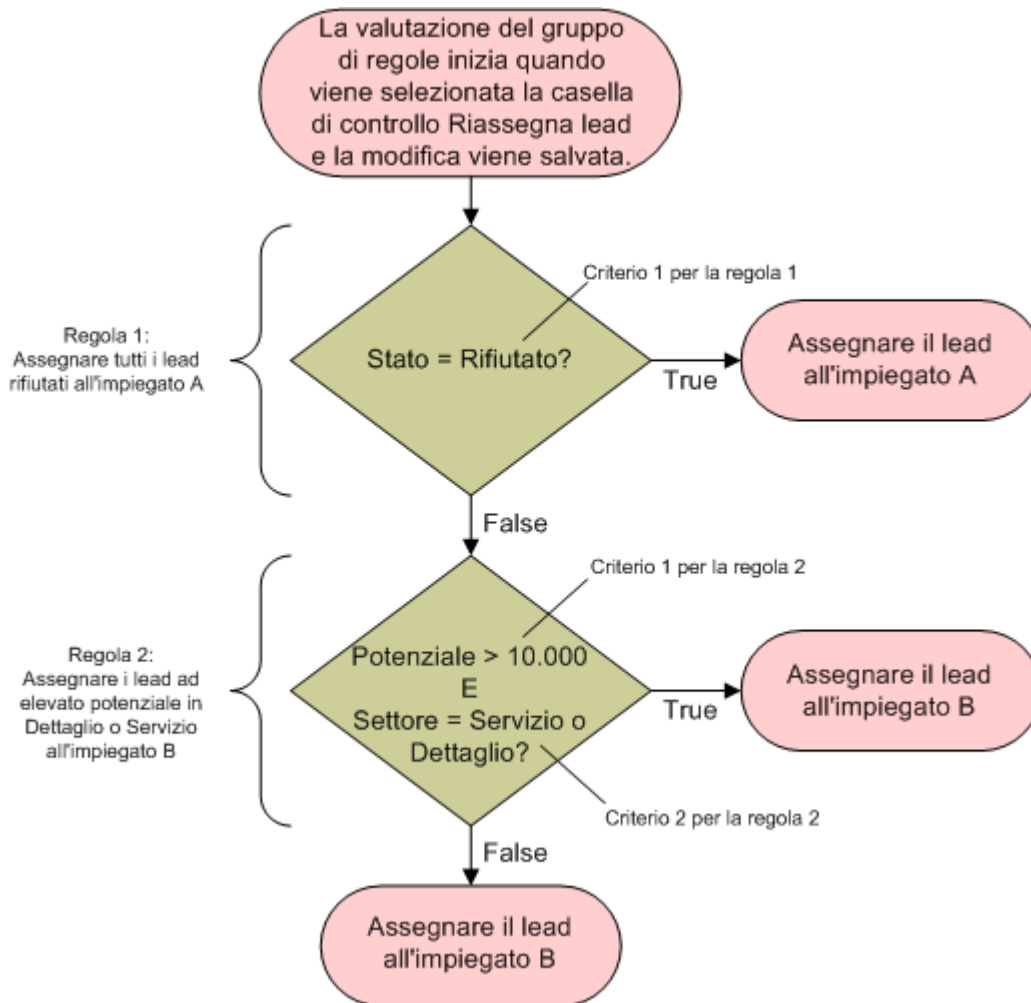 La valutazione del gruppo
di regole inizia quando
viene selezionata la casella
di controllo Riassegna lead
e la modifica viene salvata.
Criterio 1 per la regola 1
Regola 1:
Assegnare tutti i lead
rifiutati all'impiegato A
Stato = Rifiutato?
True
Assegnare il lead
all'impiegato A
False
Criterio 1 per la regola 2
Regola 2:
Assegnare i lead ad
elevato potenziale in
Dettaglio o Servizio
all'impiegato B
Potenziale > 10.000
E
Settore = Servizio o
Dettaglio?
True
Assegnare il lead
all'impiegato B
Criterio 2 per la regola 2
False
Assegnare il lead
all'impiegato B